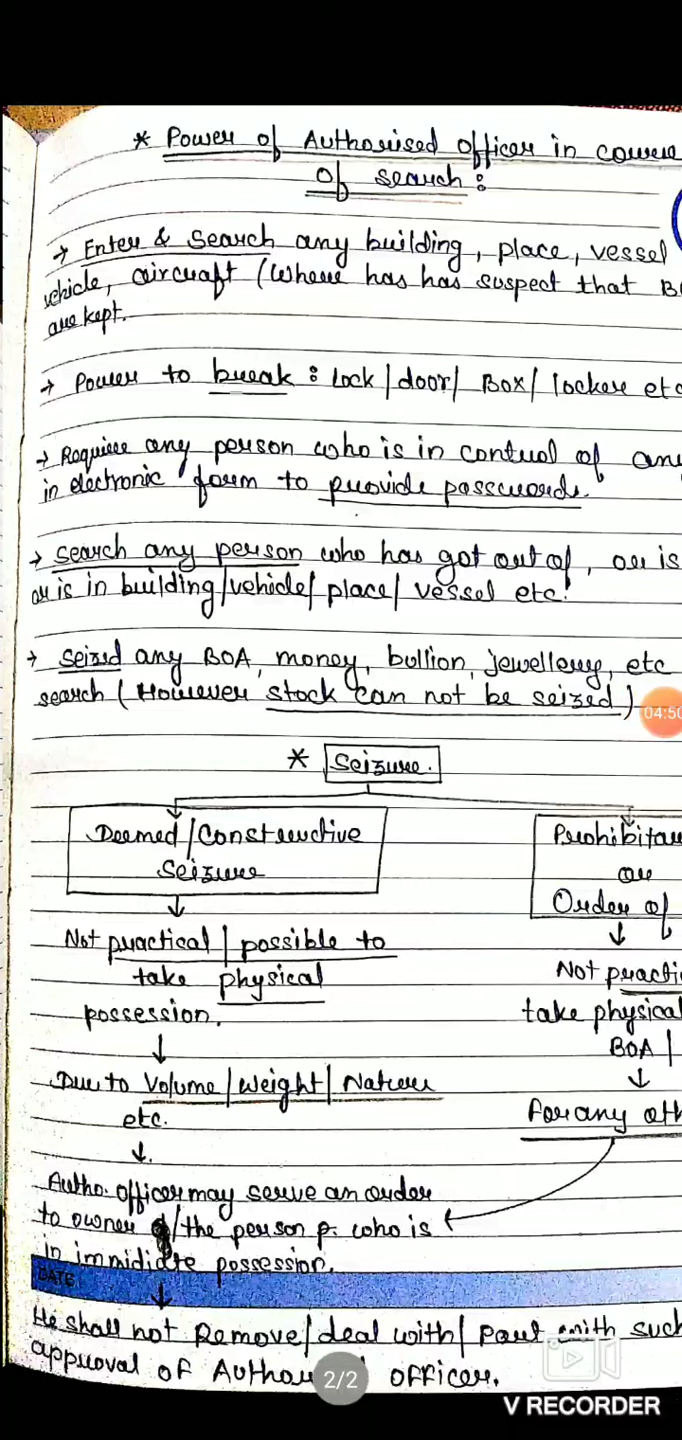 * Power of Authorised officer in course
of search :
→ Enter & Search any building, place, vessel
vehicle, aircraft (where has has suspect that
are kept.
→ Power to break : Lock / door / Box / locker etc
→ Require any person who is in control of any
in electronic form to provide passwords.
→ Search any person who has got out of, or is
or is in building/vehicle/ place/ vessel etc.
→ Seized any BOA, money, bullion, jewellery, etc
search (However stock can not be seized)
04:50
* Seizure.
Deemed /Constructive
Seizure
Not practical / possible to
take physical
possession.
Due to Volume / Weight / Nature
etc.
Autho. officer may serve an order
to owner /the person p. who is
in immidiate possession.
Prohibitar
or
Order of
Not practi
take physical
BOA /
For any oth
DATE
He shall not Remove / deal with / Part with such
approval of Author officer.
2/2
V RECORDER